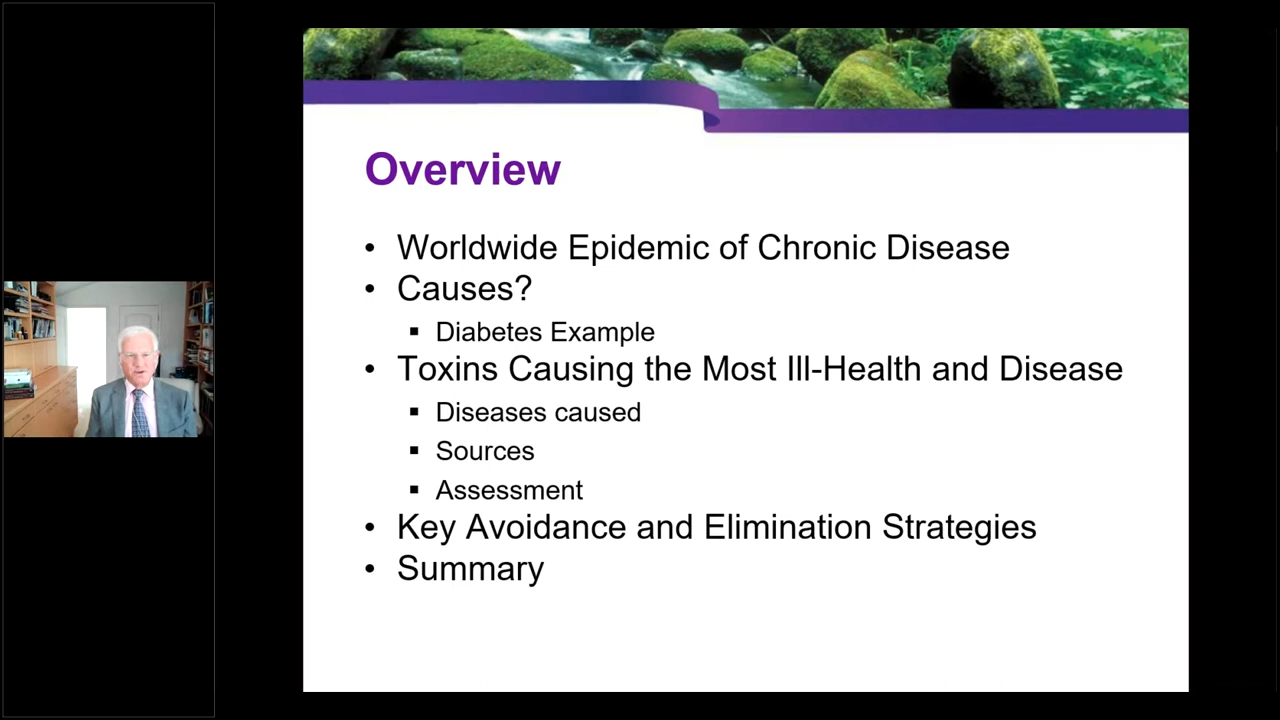 Overview
• Worldwide Epidemic of Chronic Disease
• Causes?
▪ Diabetes Example
• Toxins Causing the Most Ill-Health and Disease
▪ Diseases caused
▪ Sources
▪ Assessment
• Key Avoidance and Elimination Strategies
• Summary